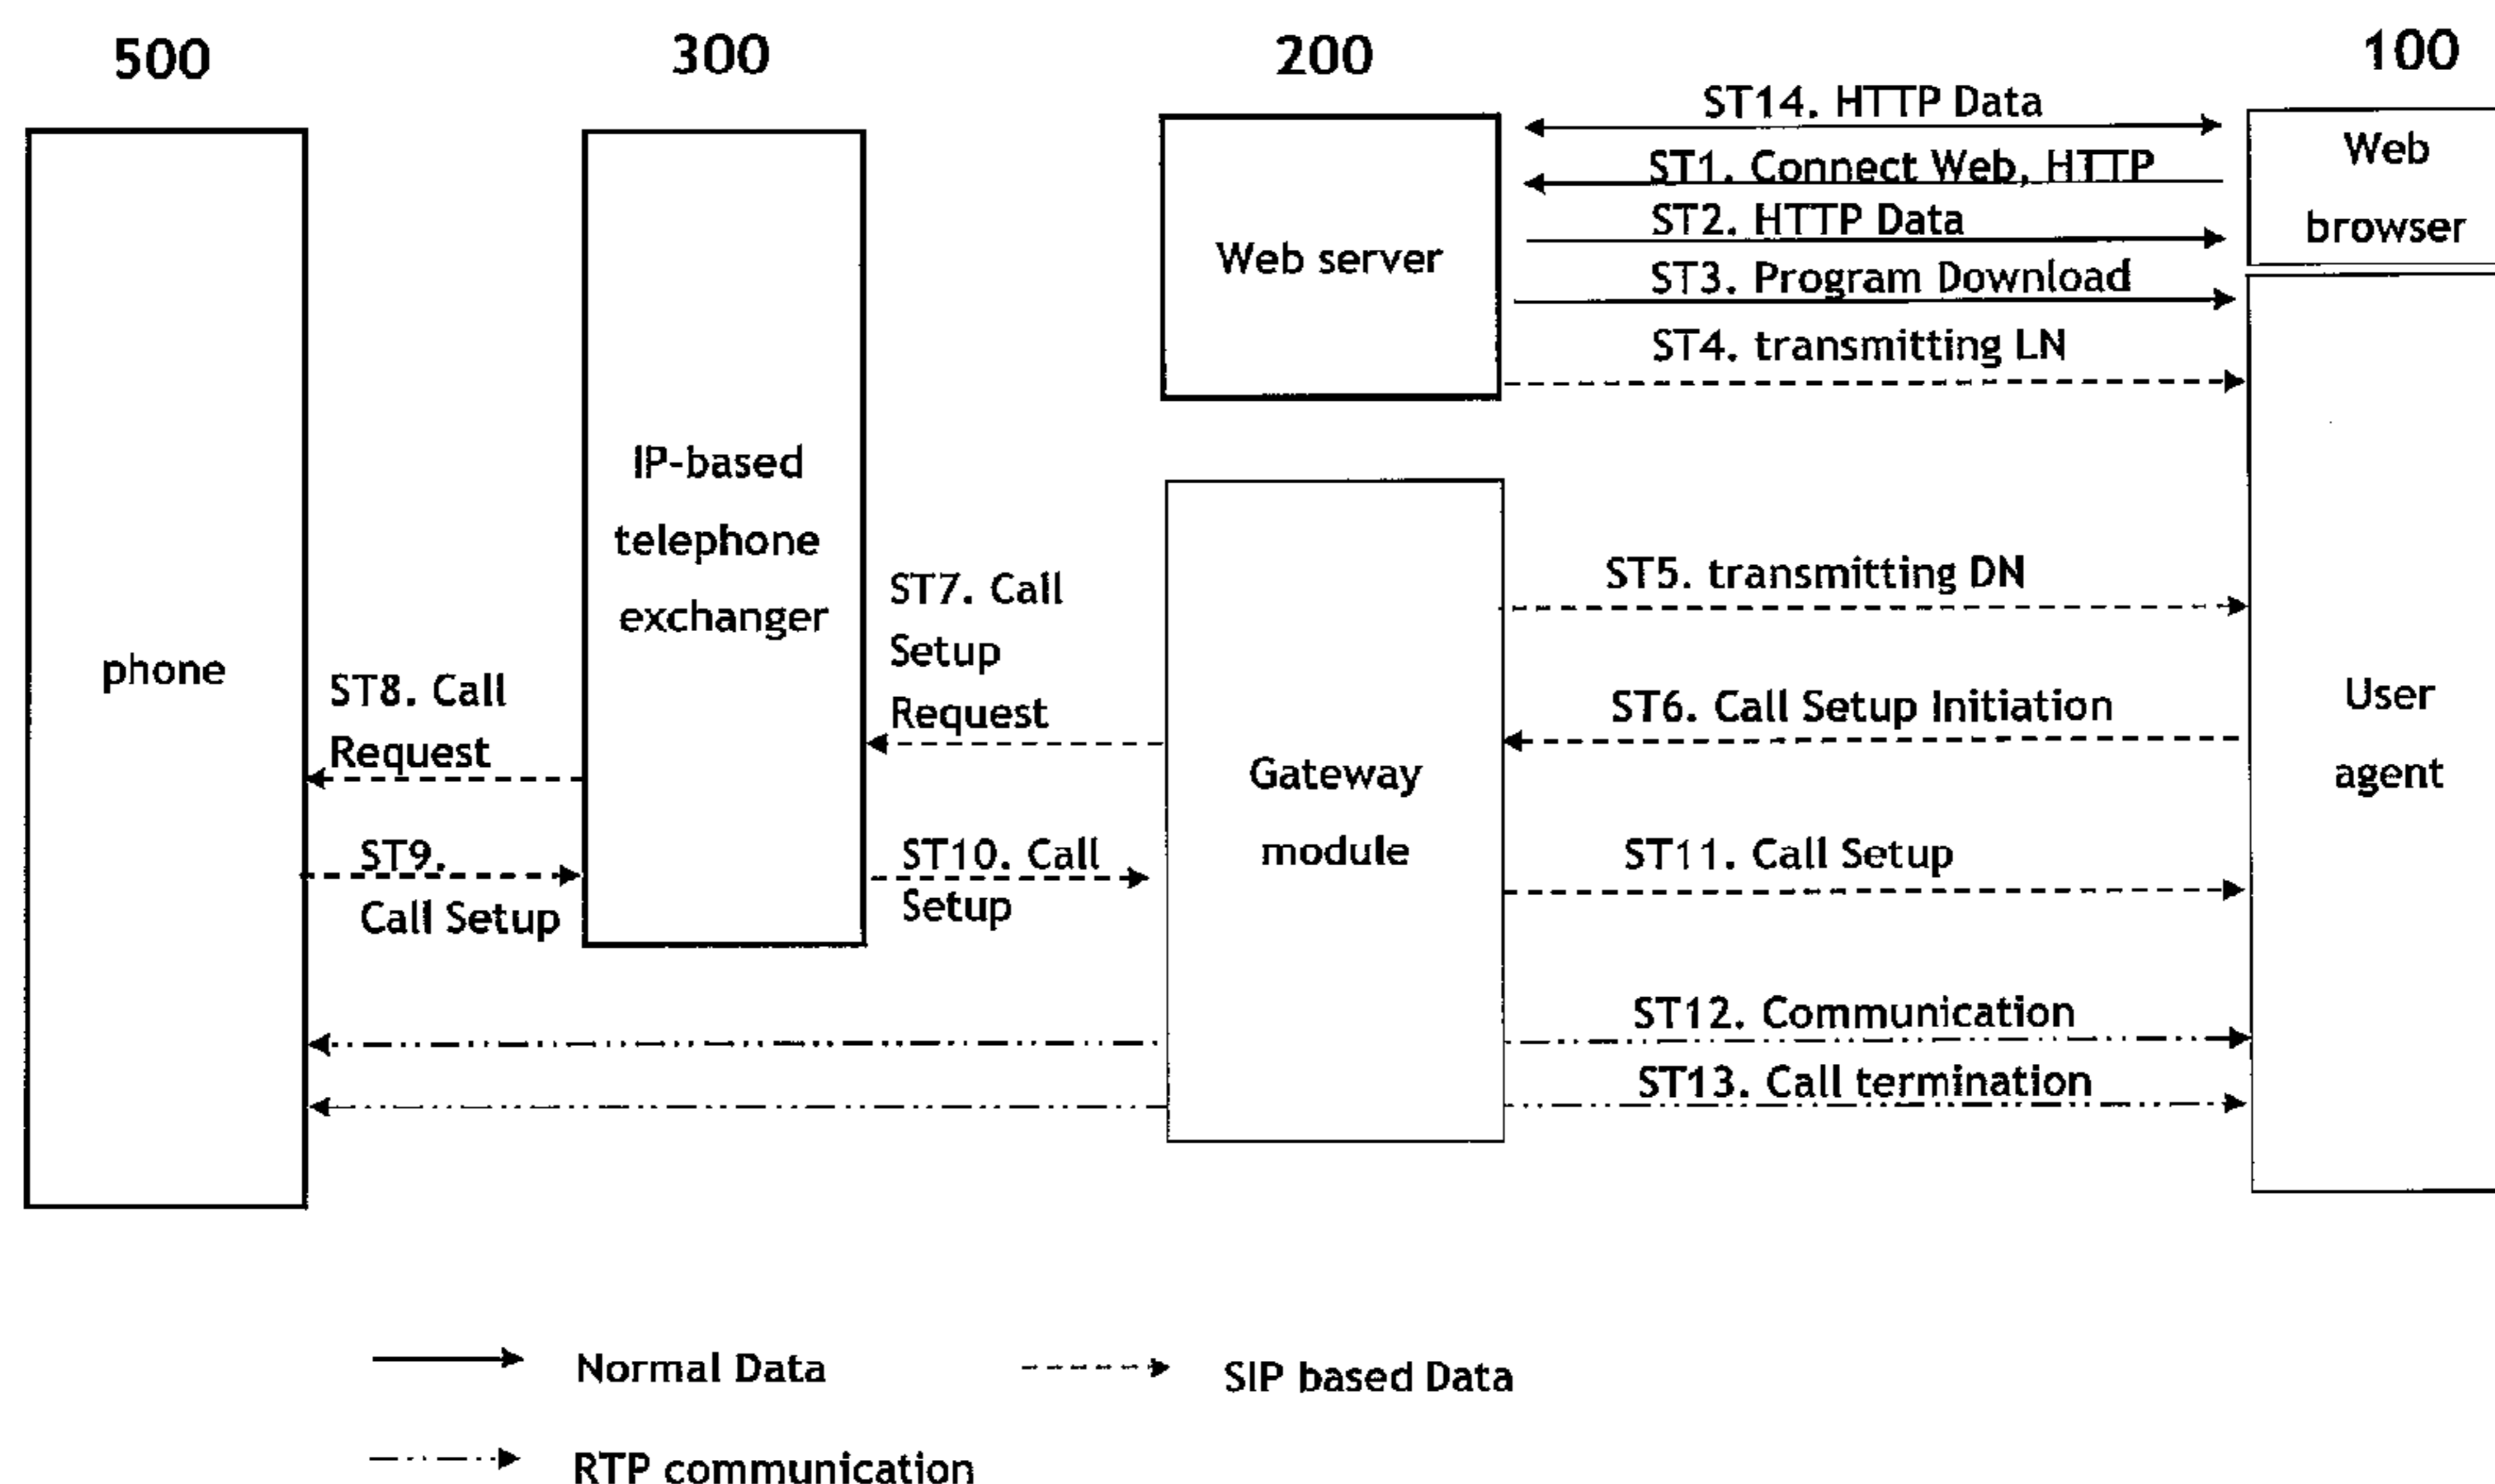 500
300
200
100
ST14. HTTP Data
ST1. Connect Web, HTTP
ST2. HTTP Data
ST3. Program Download
ST4. transmitting LN
Web
browser
Web server
IP-based
telephone
exchanger
phone
ST5. transmitting DN
ST7. Call
Setup
Request
ST6. Call Setup Initiation
ST8. Call
Request
Gateway
module
User
agent
ST9.
Call Setup
ST10. Call
Setup
ST11. Call Setup
ST12. Communication
ST13. Call termination
Normal Data
SIP based Data
RTP communication